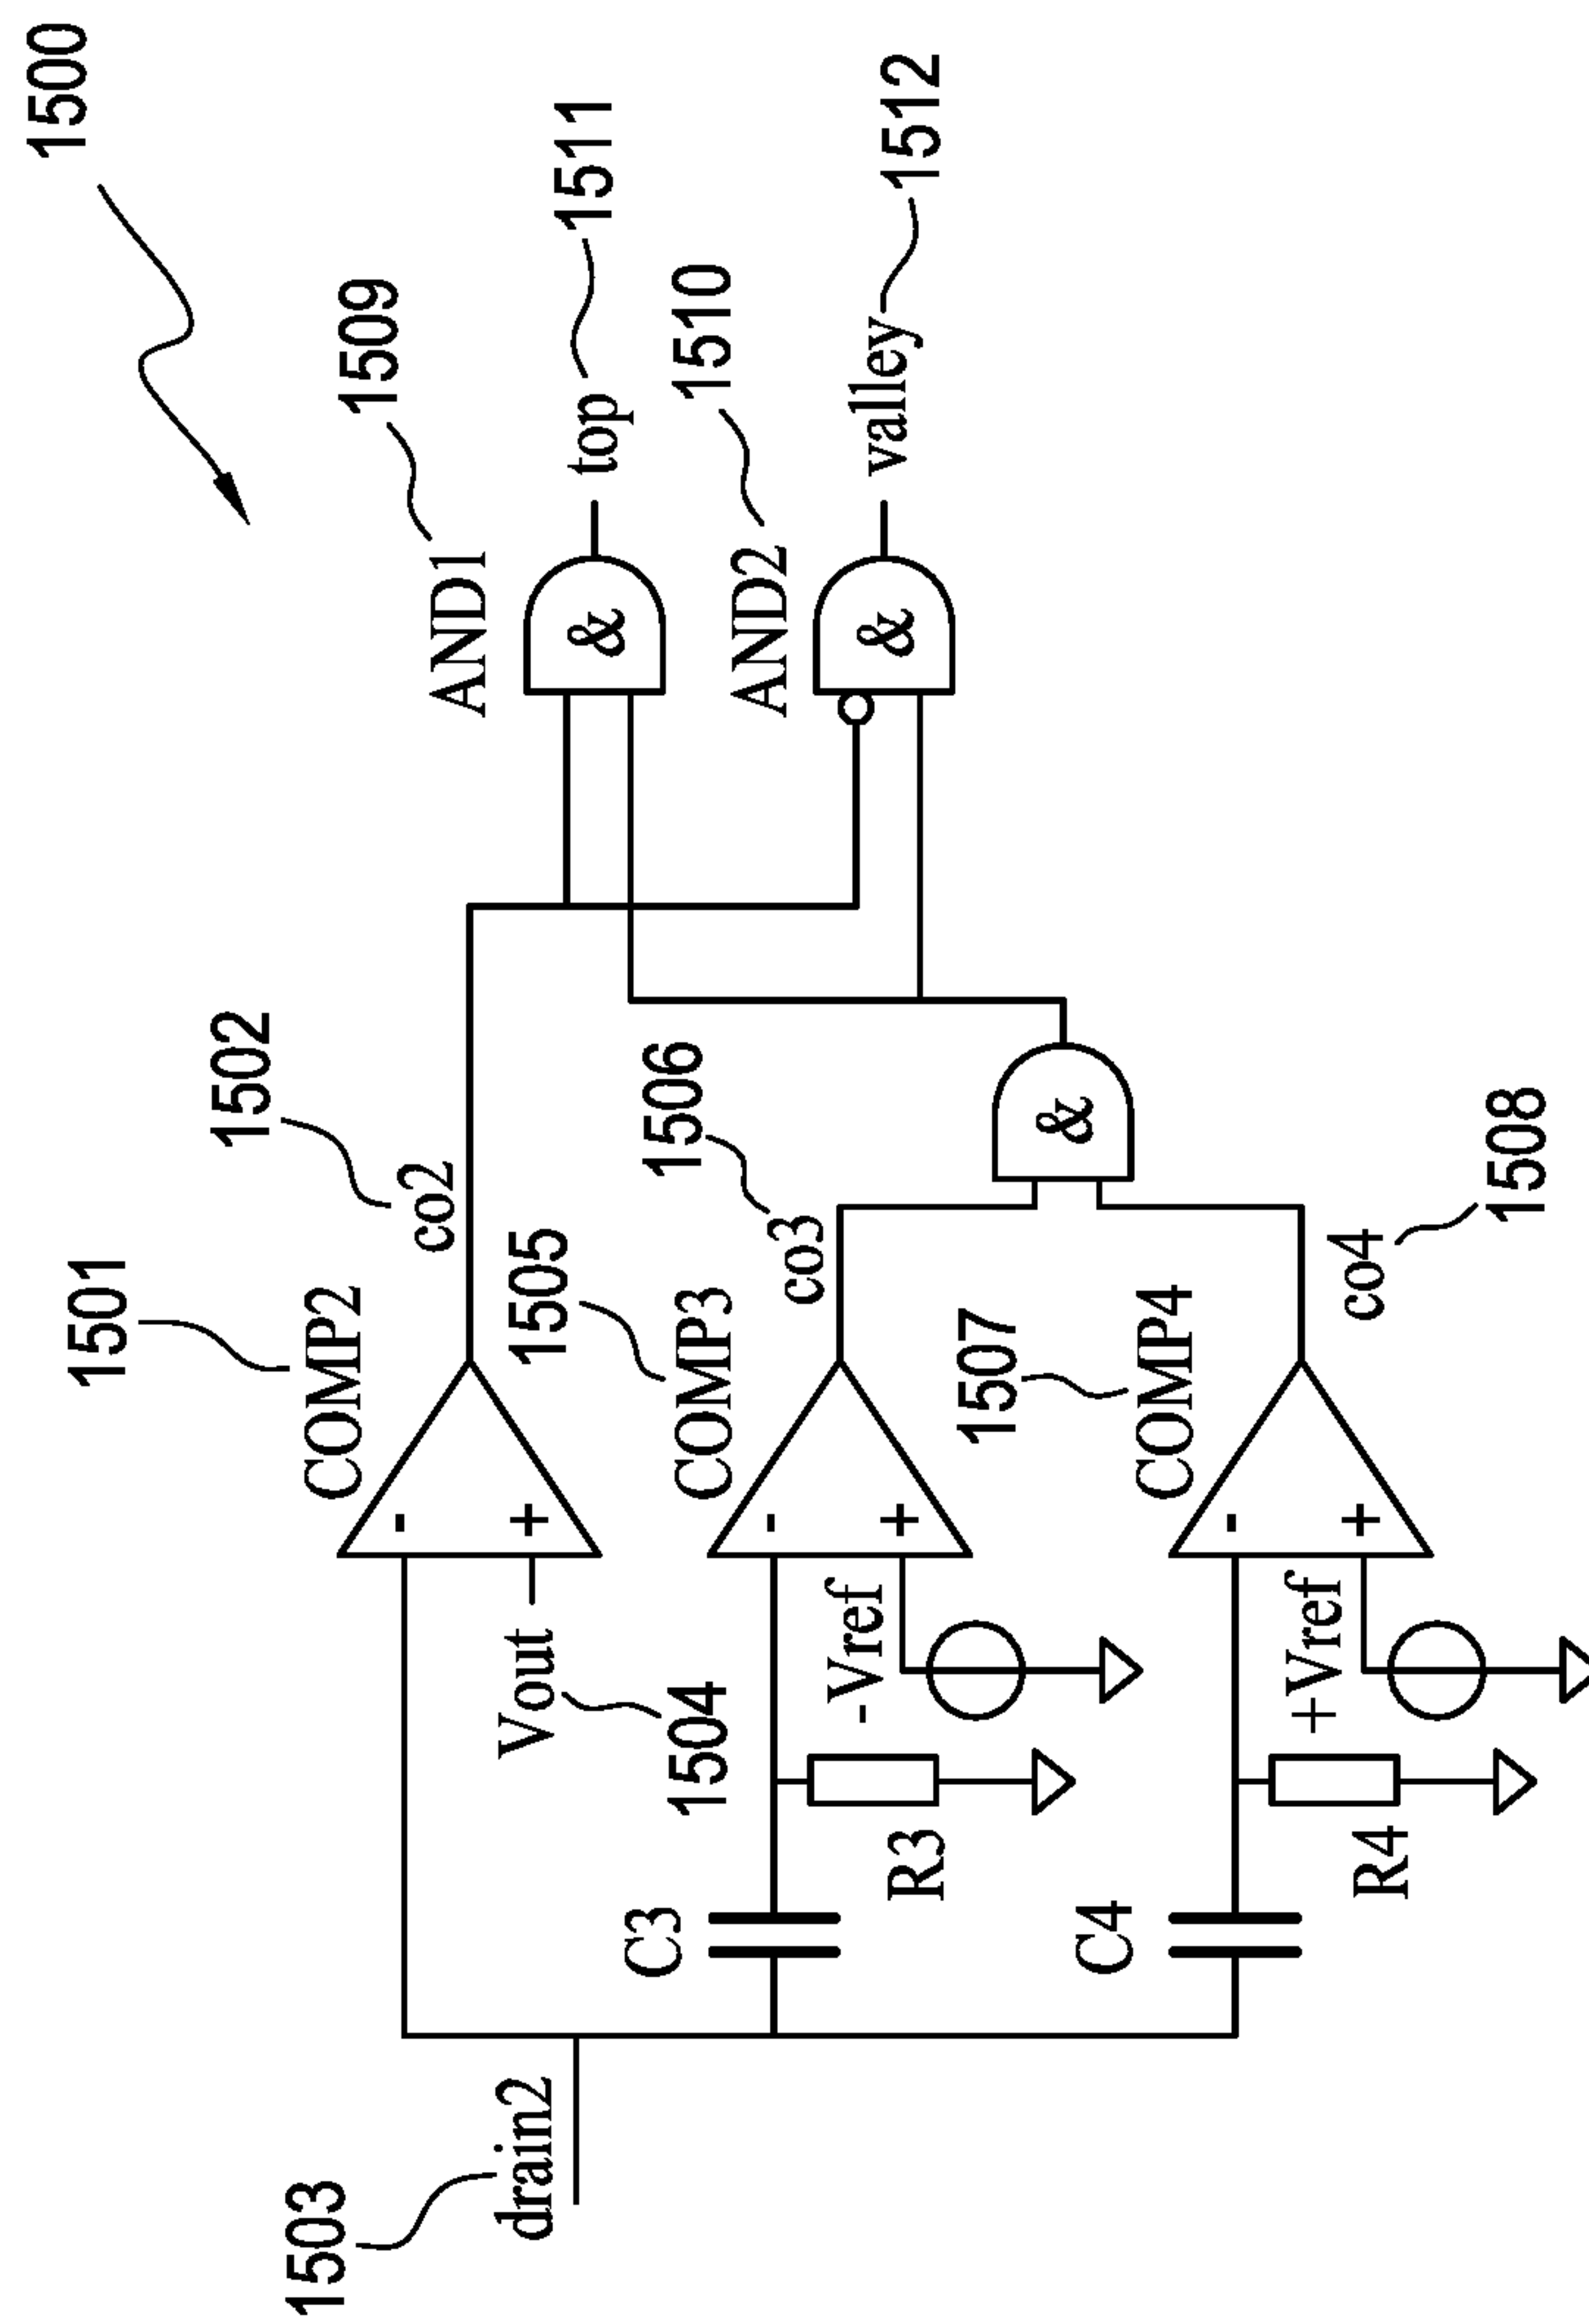 1500
1501
COMP2
1502
co2
AND1
1509
top
1511
1503
drain2
Vout
1504
-
+
&
C3
R3
-Vref
COMP3
1505
-
+
co3
1506
&
AND2
1510
&
valley
1512
C4
R4
+Vref
COMP4
1507
-
+
co4
1508